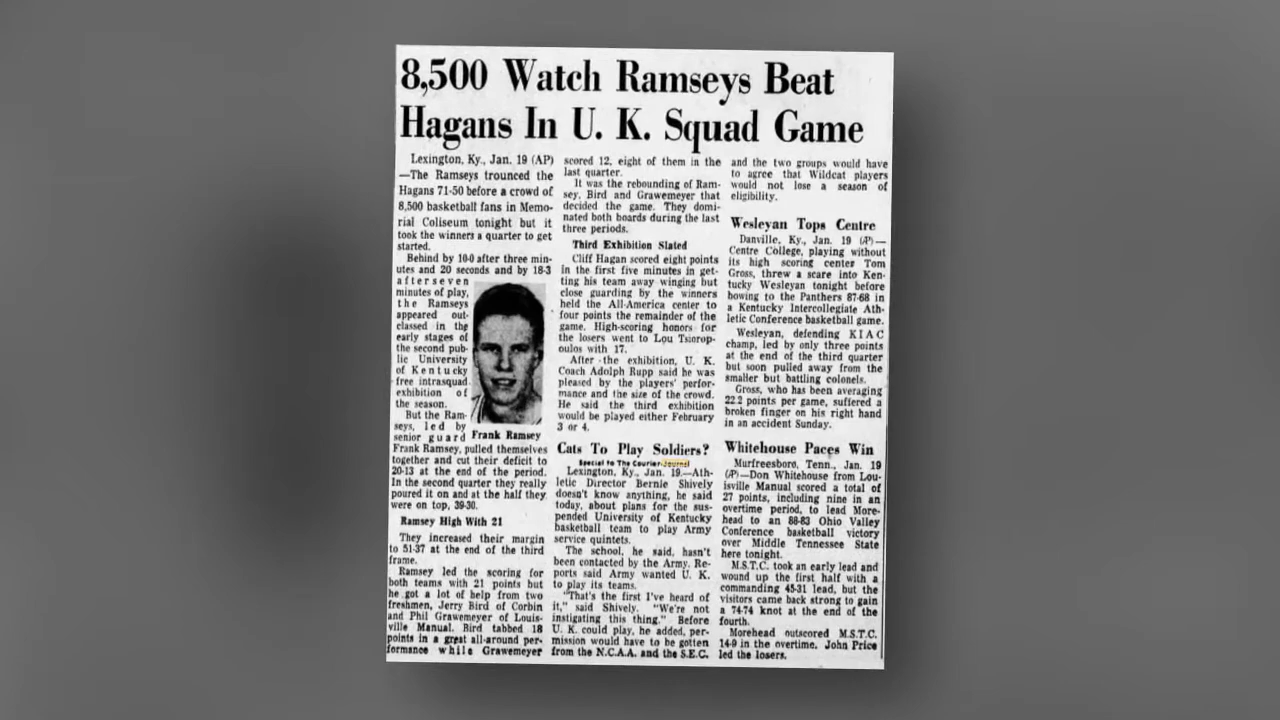 8,500 Watch Ramseys Beat
Hagans In U. K. Squad Game
Lexington, Ky., Jan. 19 (AP)
—The Ramseys trounced the
Hagans 71-50 before a crowd of
8,500 basketball fans in Memo-
rial Coliseum tonight but it
took the winners a quarter to get
started.
Behind by 10-0 after three min-
utes and 20 seconds and by 18-3
after seven
minutes of play,
the Ramseys
appeared out-
classed in the
early stages of
the second pub-
lic University
of Kentucky
free intrasquad
exhibition of
the season.
But the Ram-
seys, led by
senior guard
Frank Ramsey
Frank Ramsey, pulled themselves
together and cut their deficit to
20-13 at the end of the period.
In the second quarter they really
poured it on and at the half they
were on top, 39-30.
Ramsey High With 21
They increased their margin
to 51-37 at the end of the third
frame.
Ramsey led the scoring for
both teams with 21 points but
he got a lot of help from two
freshmen, Jerry Bird of Corbin
and Phil Grawemeyer of Louis-
ville Manual. Bird tabbed 18
points in a great all-around per-
formance while Grawemeyer
scored 12, eight of them in the
last quarter.
It was the rebounding of Ram-
sey, Bird and Grawemeyer that
decided the game. They domi-
nated both boards during the last
three periods.
Third Exhibition Slated
Cliff Hagan scored eight points
in the first five minutes in get-
ting his team away winging but
close guarding by the winners
held the All-America center to
four points the remainder of the
game. High-scoring honors for
the losers went to Lou Tsiorop-
oulos with 17.
After the exhibition, U. K.
Coach Adolph Rupp said he was
pleased by the players' perfor-
mance and the size of the crowd.
He said the third exhibition
would be played either February
3 or 4.
Cats To Play Soldiers?
Special to The Courier-Journal
Lexington, Ky., Jan. 19.—Ath-
letic Director Bernie Shively
doesn't know anything, he said
today, about plans for the sus-
pended University of Kentucky
basketball team to play Army
service quintets.
The school, he said, hasn't
been contacted by the Army. Re-
ports said Army wanted U. K.
to play its teams.
"That's the first I've heard of
it," said Shively. "We're not
instigating this thing." Before
U. K. could play, he added, per-
mission would have to be gotten
from the N.C.A.A. and the S.E.C.
and the two groups would have
to agree that Wildcat players
would not lose a season of
eligibility.
Wesleyan Tops Centre
Danville, Ky., Jan. 19 (AP)—
Centre College, playing without
its high scoring center Tom
Gross, threw a scare into Ken-
tucky Wesleyan tonight before
bowing to the Panthers 87-68 in
a Kentucky Intercollegiate Ath-
letic Conference basketball game.
Wesleyan, defending KIAC
champ, led by only three points
at the end of the third quarter
but soon pulled away from the
smaller but battling colonels.
Gross, who has been averaging
22.2 points per game, suffered a
broken finger on his right hand
in an accident Sunday.
Whitehouse Paces Win
Murfreesboro, Tenn., Jan. 19
(AP)—Don Whitehouse from Lou-
isville Manual scored a total of
27 points, including nine in an
overtime period, to lead More-
head to an 88-83 Ohio Valley
Conference basketball victory
over Middle Tennessee State
here tonight.
M.S.T.C. took an early lead and
wound up the first half with a
commanding 45-31 lead, but the
visitors came back strong to gain
a 74-74 knot at the end of the
fourth.
Morehead outscored M.S.T.C.
14-9 in the overtime. John Price
led the losers.